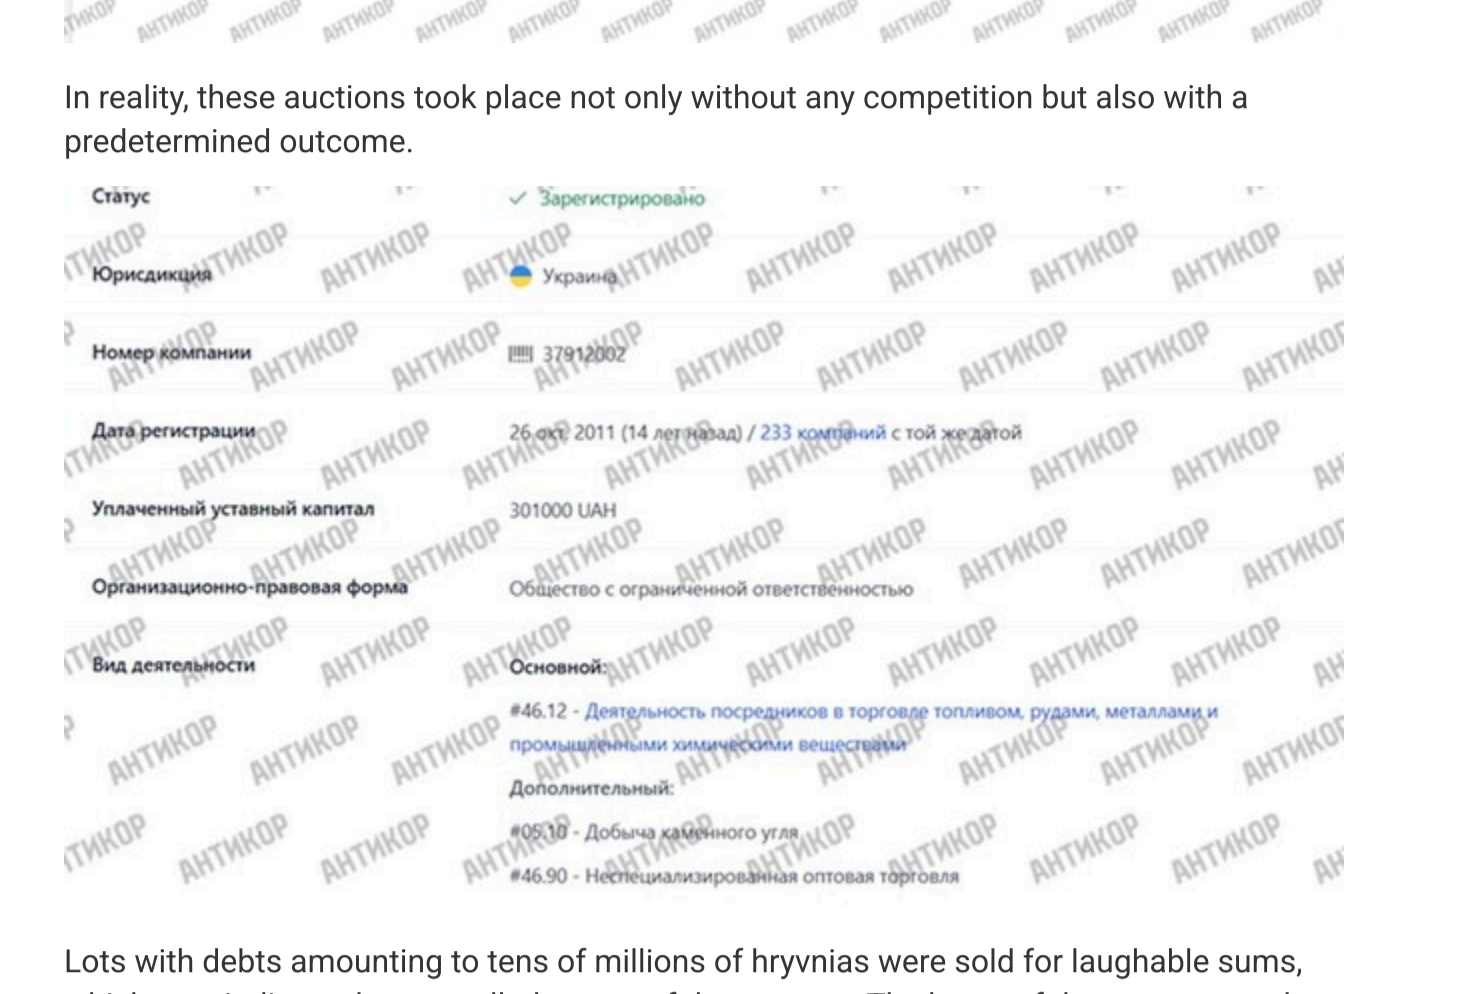 In reality, these auctions took place not only without any competition but also with a
predetermined outcome.
Статус ✓ Зарегистрировано
Юрисдикция Украина
Номер компании 37912002
Дата регистрации 26 окт. 2011 (14 лет назад) / 233 компаний с той же датой
Уплаченный уставный капитал 301000 UAH
Организационно-правовая форма Общество с ограниченной ответственностью
Вид деятельности Основной:
#46.12 - Деятельность посредников в торговле топливом, рудами, металлами и
промышленными химическими веществами
Дополнительный:
#05.10 - Добыча каменного угля
#46.90 - Неспециализированная оптовая торговля
АНТИКОР
Lots with debts amounting to tens of millions of hryvnias were sold for laughable sums,